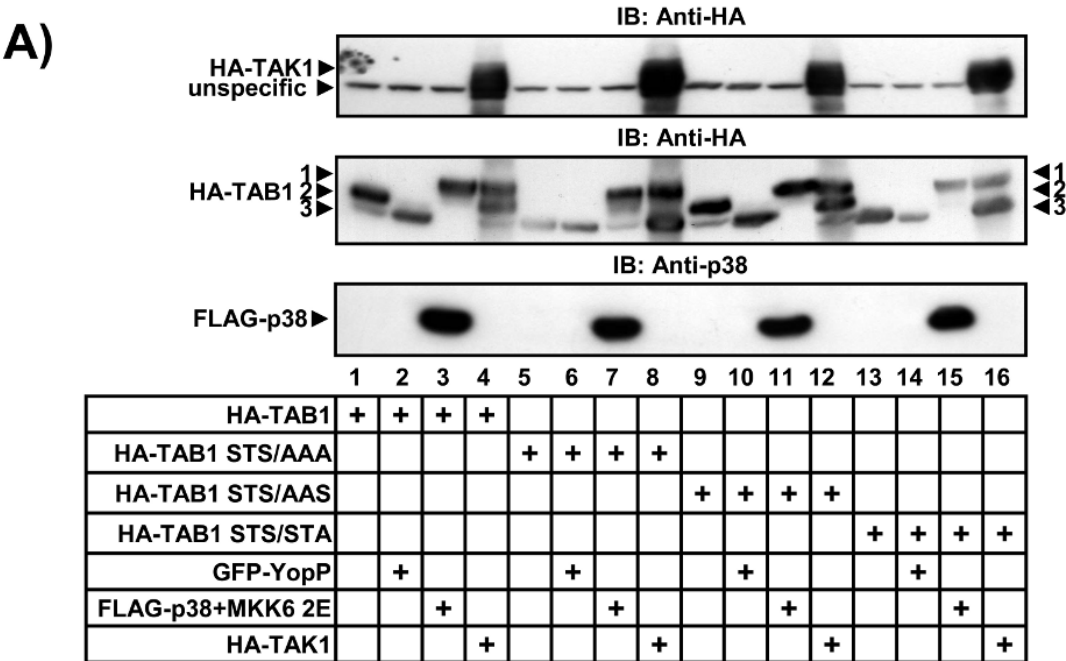 A)
IB: Anti-HA
HA-TAK1
unspecific
IB: Anti-HA
1 1
HA-TAB1 2 2
3 3
IB: Anti-p38
FLAG-p38
1 2 3 4 5 6 7 8 9 10 11 12 13 14 15 16
HA-TAB1 + + + +
HA-TAB1 STS/AAA + + + +
HA-TAB1 STS/AAS + + + +
HA-TAB1 STS/STA + + + +
GFP-YopP + + + +
FLAG-p38+MKK6 2E + + + +
HA-TAK1 + + + +